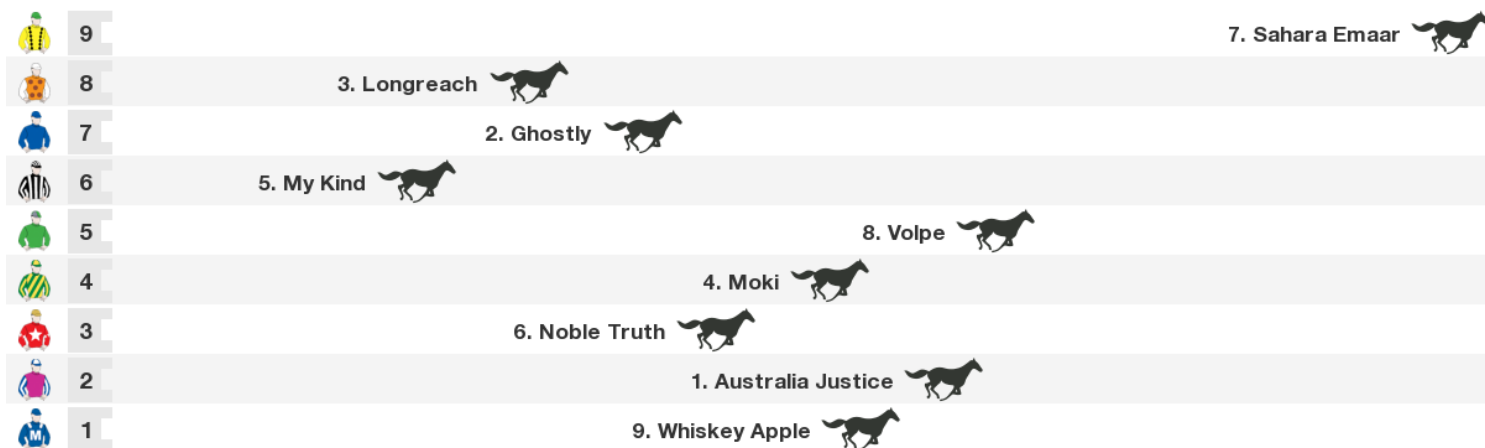 9 7. Sahara Emaar
8 3. Longreach
7 2. Ghostly
6 5. My Kind
5 8. Volpe
4 4. Moki
3 6. Noble Truth
2 1. Australia Justice
M 1 9. Whiskey Apple